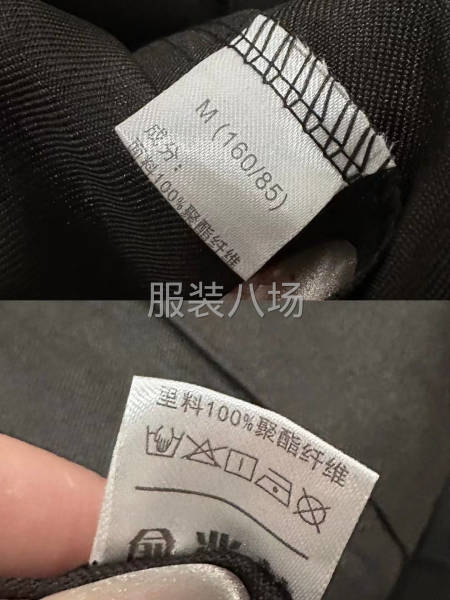 M (160/85)
成分：
面料100%聚酯纤维
服装八场
里料100%聚酯纤维